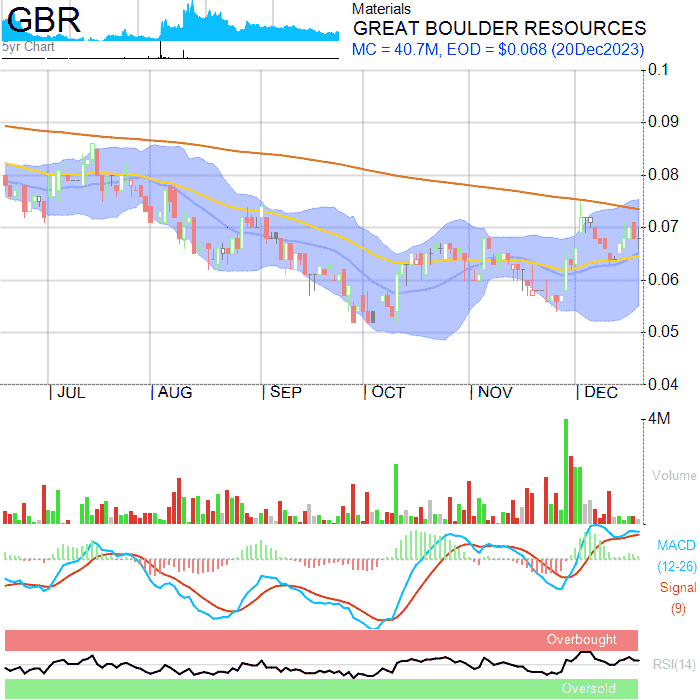 GBR
5yr Chart
Materials
GREAT BOULDER RESOURCES
MC = 40.7M, EOD = $0.068 (20Dec2023)
0.1
0.09
0.08
0.07
0.06
0.05
0.04
JUL
AUG
SEP
OCT
NOV
DEC
4M
Volume
MACD
(12-26)
Signal
(9)
Overbought
RSI(14)
Oversold